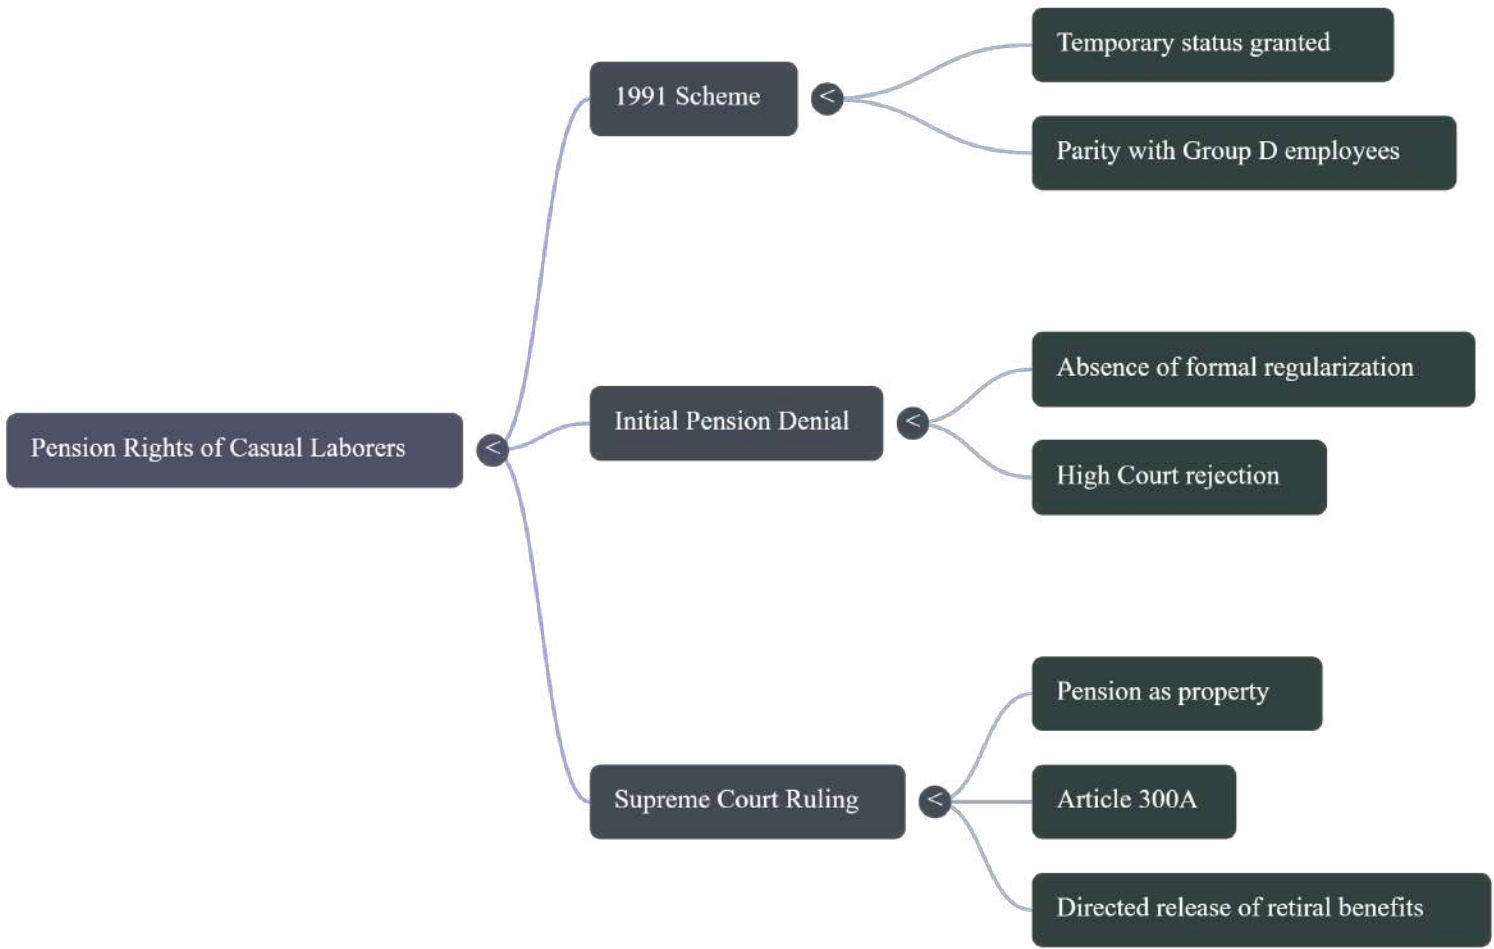 Pension Rights of Casual Laborers
<
1991 Scheme
<
Temporary status granted
Parity with Group D employees
Initial Pension Denial
<
Absence of formal regularization
High Court rejection
Supreme Court Ruling
<
Pension as property
Article 300A
Directed release of retiral benefits